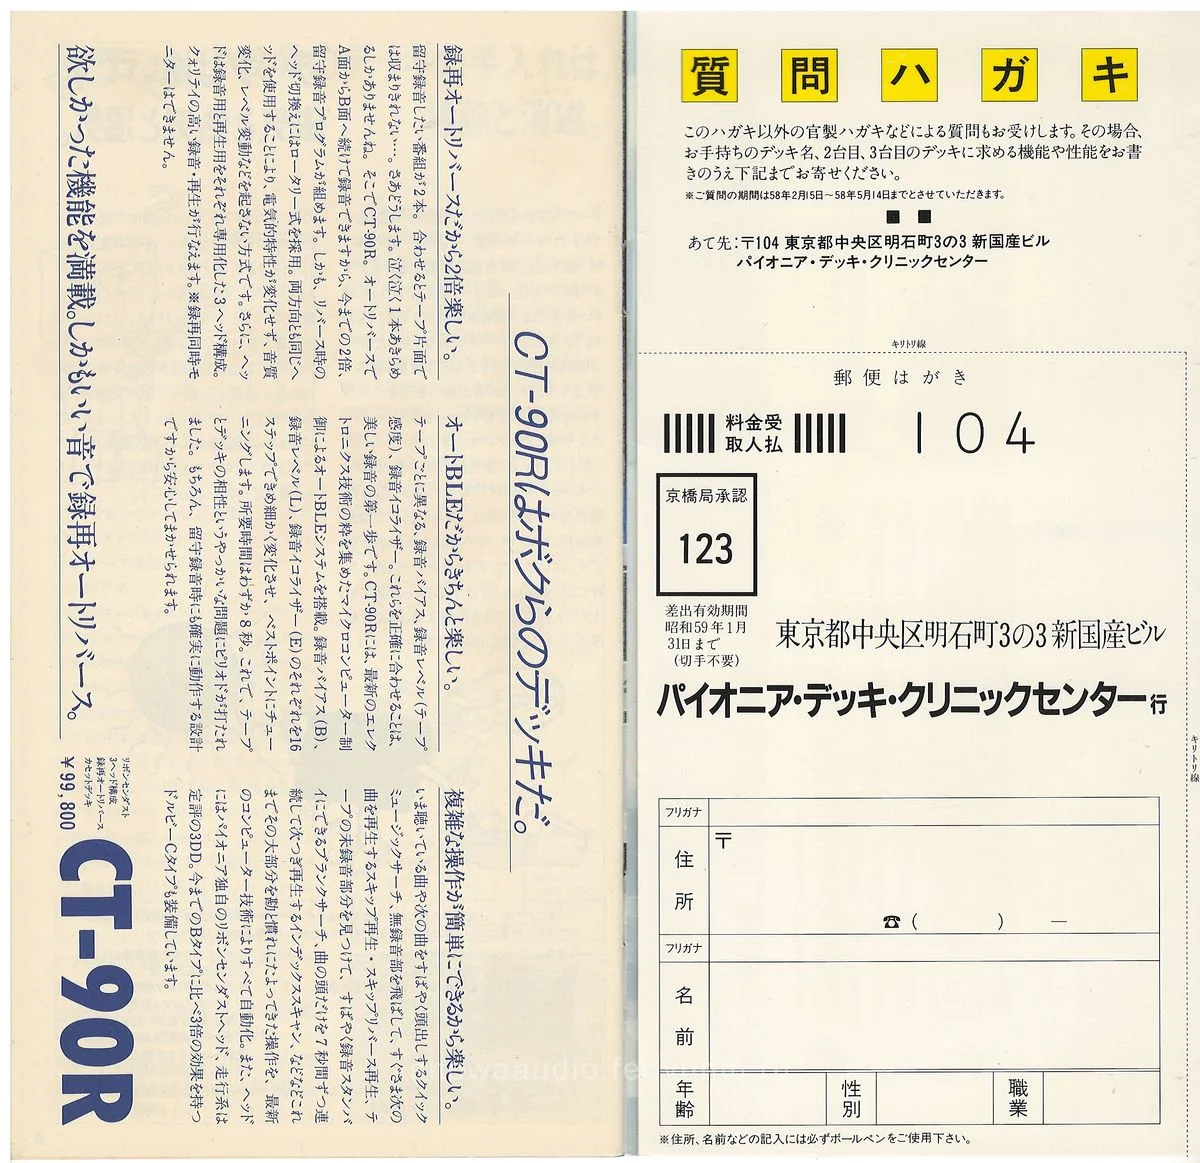 CT-90Rはボクらのデッキだ。
録再オートリバースだから2倍楽しい。
留守録音したい番組が2本。合わせるとテープ片面で
は収まりきれない…。さあどうします。泣く泣く1本あきらめ
るしかありませんね。そこでCT-90R。オートリバースで
A面からB面へ続けて録音できますから、今までの2倍、
留守録音プログラムが組めます。しかも、リバース時の
ヘッド切換えにはロータリー式を採用。両方向とも同じヘ
ッドを使用することにより、電気的特性が変化せず、音質
変化、レベル変動などを起さない方式です。さらに、ヘッ
ドは録音用と再生用をそれぞれ専用化した3ヘッド構成。
クォリティの高い録音・再生が行なえます。※録再同時モ
ニターはできません。
オートBLEだからきちんと楽しい。
テープごとに異なる、録音バイアス、録音レベル(テープ
感度)、録音イコライザー。これらを正確に合わせることは、
美しい録音の第一歩です。CT-90Rには、最新のエレク
トロニクス技術の粋を集めたマイクロコンピューター制
御によるオートBLEシステムを搭載。録音バイアス(B)、
録音レベル(L)、録音イコライザー(E)のそれぞれを16
ステップできめ細かく変化させ、ベストポイントにチュー
ニングします。所要時間はわずか8秒。これで、テープ
とデッキの相性というやっかいな問題にピリオドが打たれ
ました。もちろん、留守録音時にも確実に動作する設計
ですから安心してまかせられます。
複雑な操作が簡単にできるから楽しい。
いま聴いている曲や次の曲をすばやく頭出しするクイック
ミュージックサーチ、無録音部を飛ばして、すぐさま次の
曲を再生するスキップ再生・スキップリバース再生、テ
ープの未録音部分を見つけて、すばやく録音スタンバ
イにできるブランクサーチ、曲の頭だけを7秒間ずつ連
続して次つぎ再生するインデックススキャン、などなどこれ
までその大部分を勘と慣れにたよってきた操作を、最新
のコンピューター技術によりすべて自動化。また、ヘッド
にはパイオニア独自のリボンセンダストヘッド、走行系は
定評の3DD。今までのBタイプに比べ3倍の効果を持つ
ドルビーCタイプも装備しています。
欲しかった機能を満載。しかもいい音で録再オートリバース。
リボンセンダスト
3ヘッド構成
録再オートリバース
カセットデッキ
¥99,800
CT-90R
質問ハガキ
このハガキ以外の官製ハガキなどによる質問もお受けします。その場合、
お手持ちのデッキ名、2台目、3台目のデッキに求める機能や性能をお書
きのうえ下記までお寄せください。
※ご質問の期間は58年2月15日〜58年5月14日までとさせていただきます。
■ ■
あて先:〒104 東京都中央区明石町3の3 新国産ビル
パイオニア・デッキ・クリニックセンター
キリトリ線
郵便はがき
料金受
取人払
104
京橋局承認
123
差出有効期間
昭和59年1月
31日まで
(切手不要)
東京都中央区明石町3の3新国産ビル
パイオニア・デッキ・クリニックセンター行
キリトリ線
フリガナ
住所
〒
☎( ) ―
フリガナ
名前
年齢
性別
職業
※住所、名前などの記入には必ずボールペンをご使用下さい。